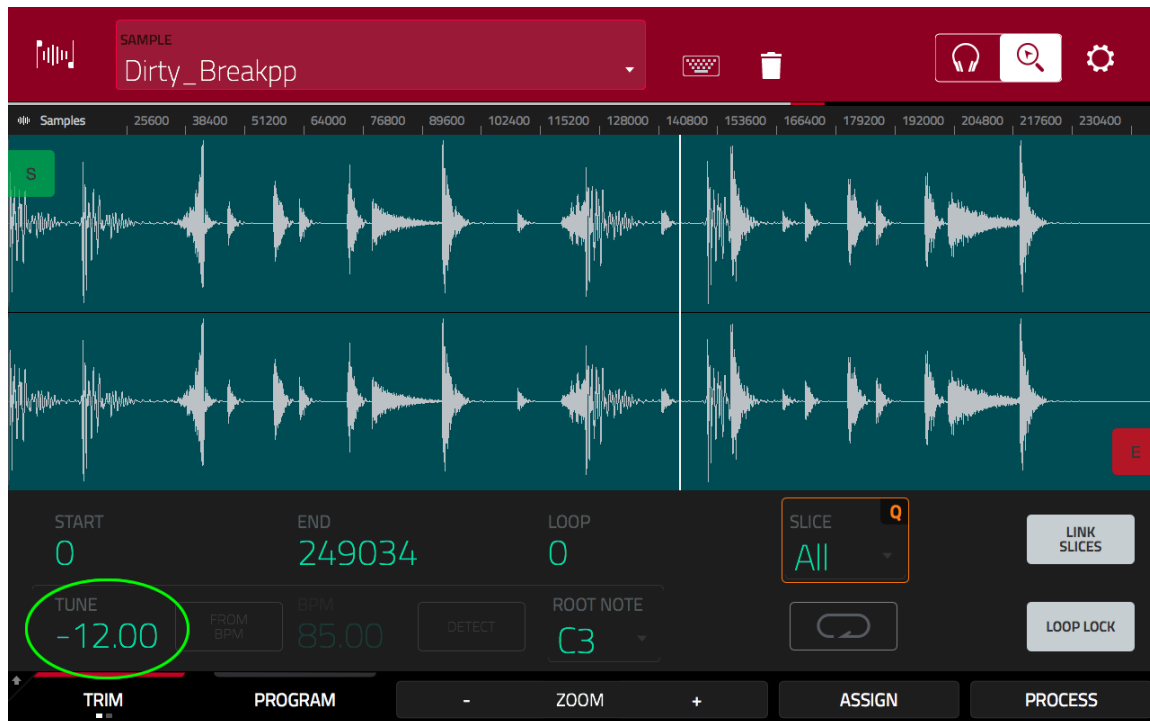 SAMPLE
Dirty_Breakpp
Samples 25600 38400 51200 64000 76800 89600 102400 115200 128000 140800 153600 166400 179200 192000 204800 217600 230400
S
E
START END LOOP SLICE Q
0 249034 0 All
LINK
SLICES
TUNE BPM ROOT NOTE
-12.00 FROM
BPM 85.00 DETECT C3
LOOP LOCK
TRIM PROGRAM - ZOOM + ASSIGN PROCESS